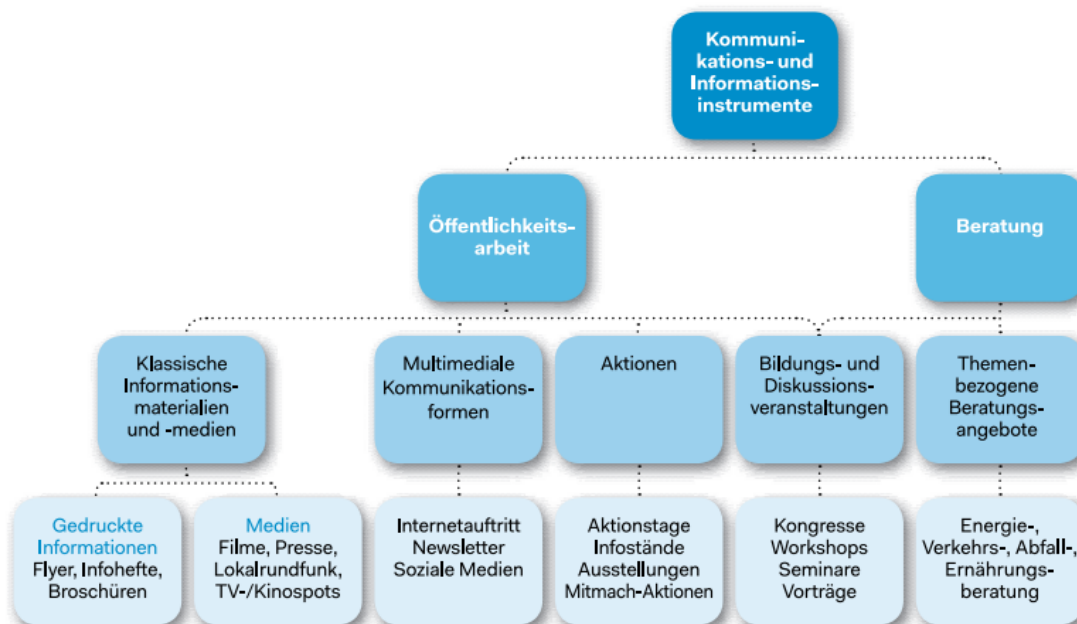 Kommuni-
kations- und
Informations-
instrumente
Öffentlichkeits-
arbeit
Beratung
Klassische
Informations-
materialien
und -medien
Multimediale
Kommunikations-
formen
Aktionen
Bildungs- und
Diskussions-
veranstaltungen
Themen-
bezogene
Beratungs-
angebote
Gedruckte
Informationen
Flyer, Infohefte,
Broschüren
Medien
Filme, Presse,
Lokalrundfunk,
TV-/Kinospots
Internetauftritt
Newsletter
Soziale Medien
Aktionstage
Infostände
Ausstellungen
Mitmach-Aktionen
Kongresse
Workshops
Seminare
Vorträge
Energie-,
Verkehrs-, Abfall-,
Ernährungs-
beratung